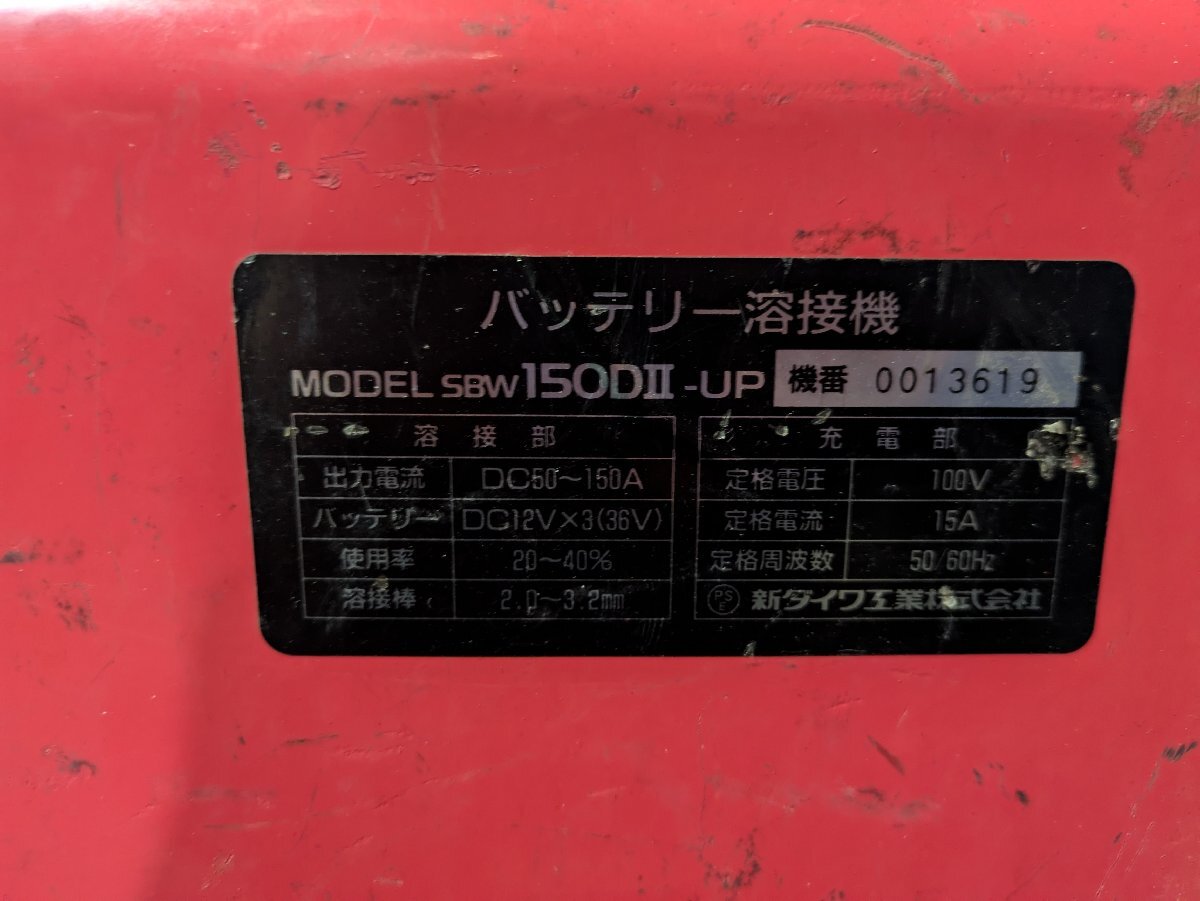 バッテリー溶接機
MODEL SBW150DⅡ-UP 機番 0013619
溶接部
出力電流 DC50～150A
バッテリー DC12V×3(36V)
使用率 20～40%
溶接棒 2.0～3.2mm
充電部
定格電圧 100V
定格電流 15A
定格周波数 50/60Hz
PSE 新ダイワ工業株式会社